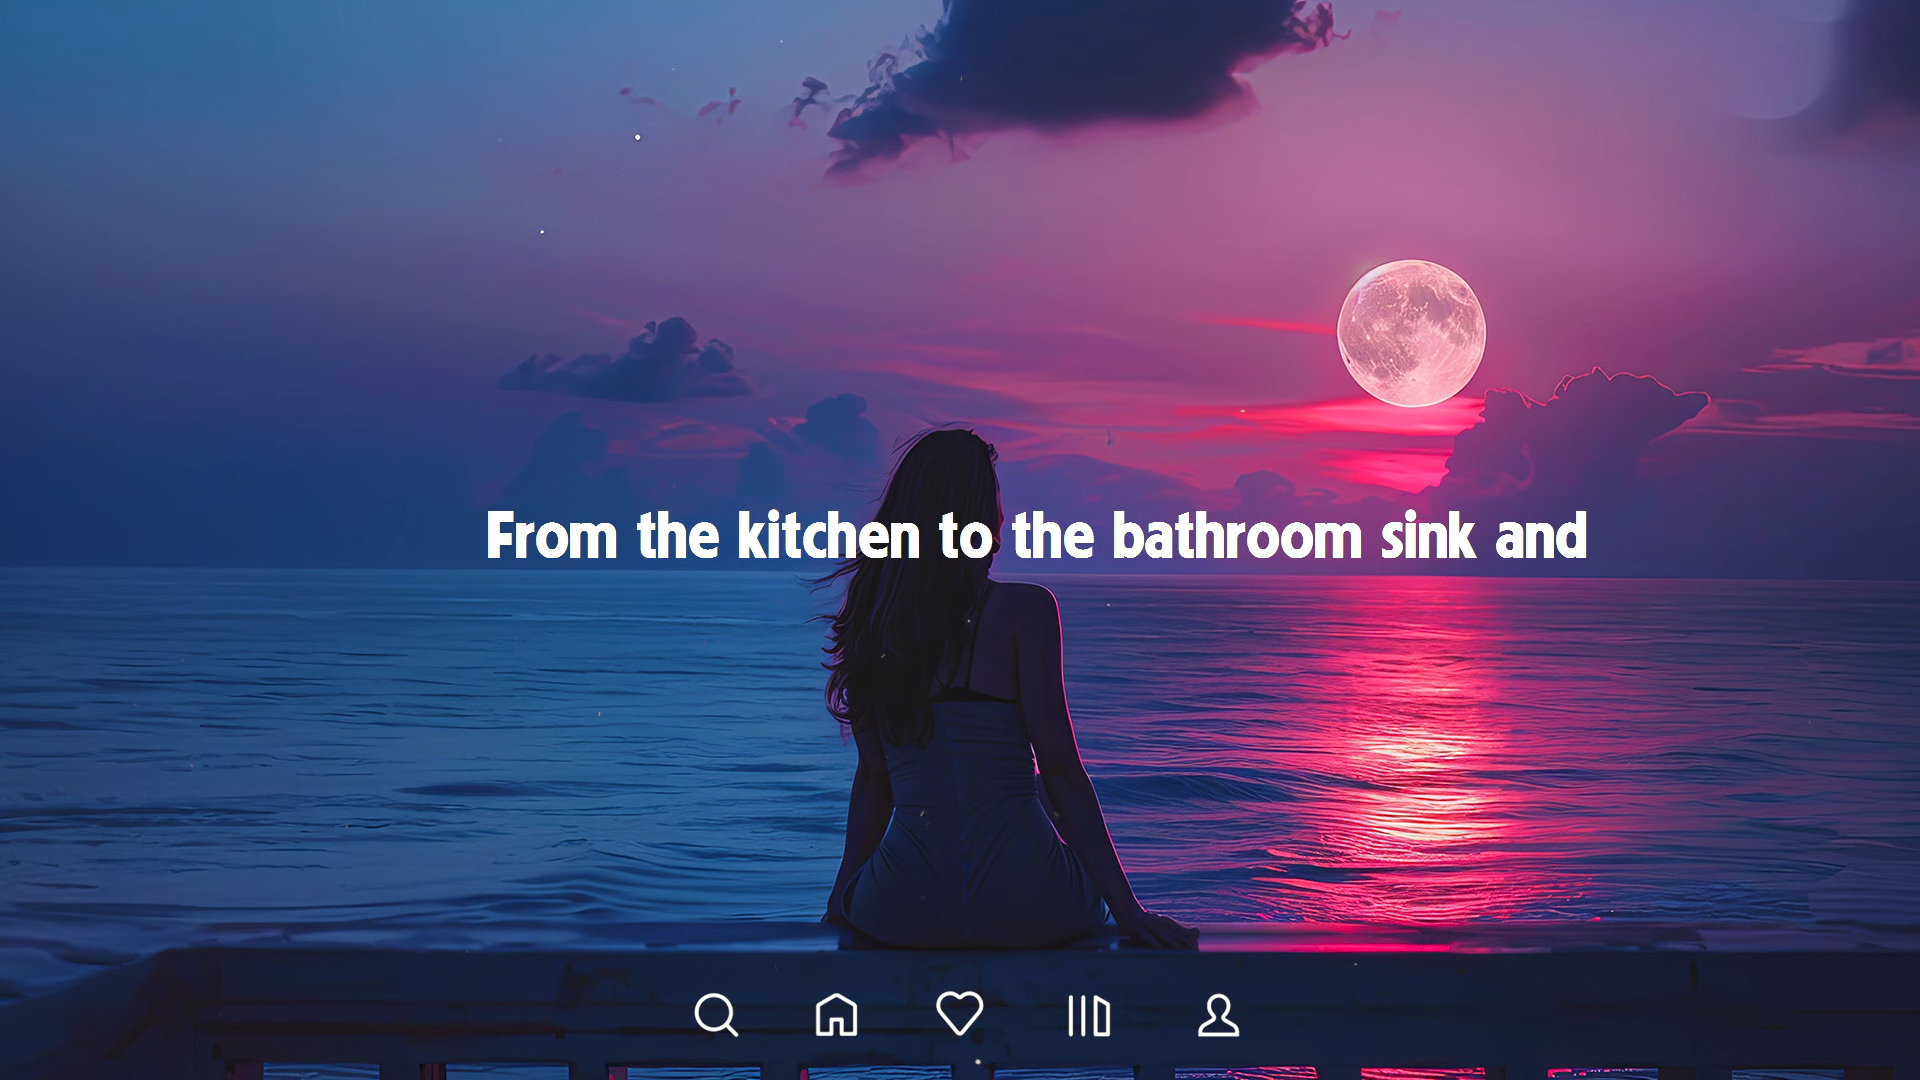 From the kitchen to the bathroom sink and